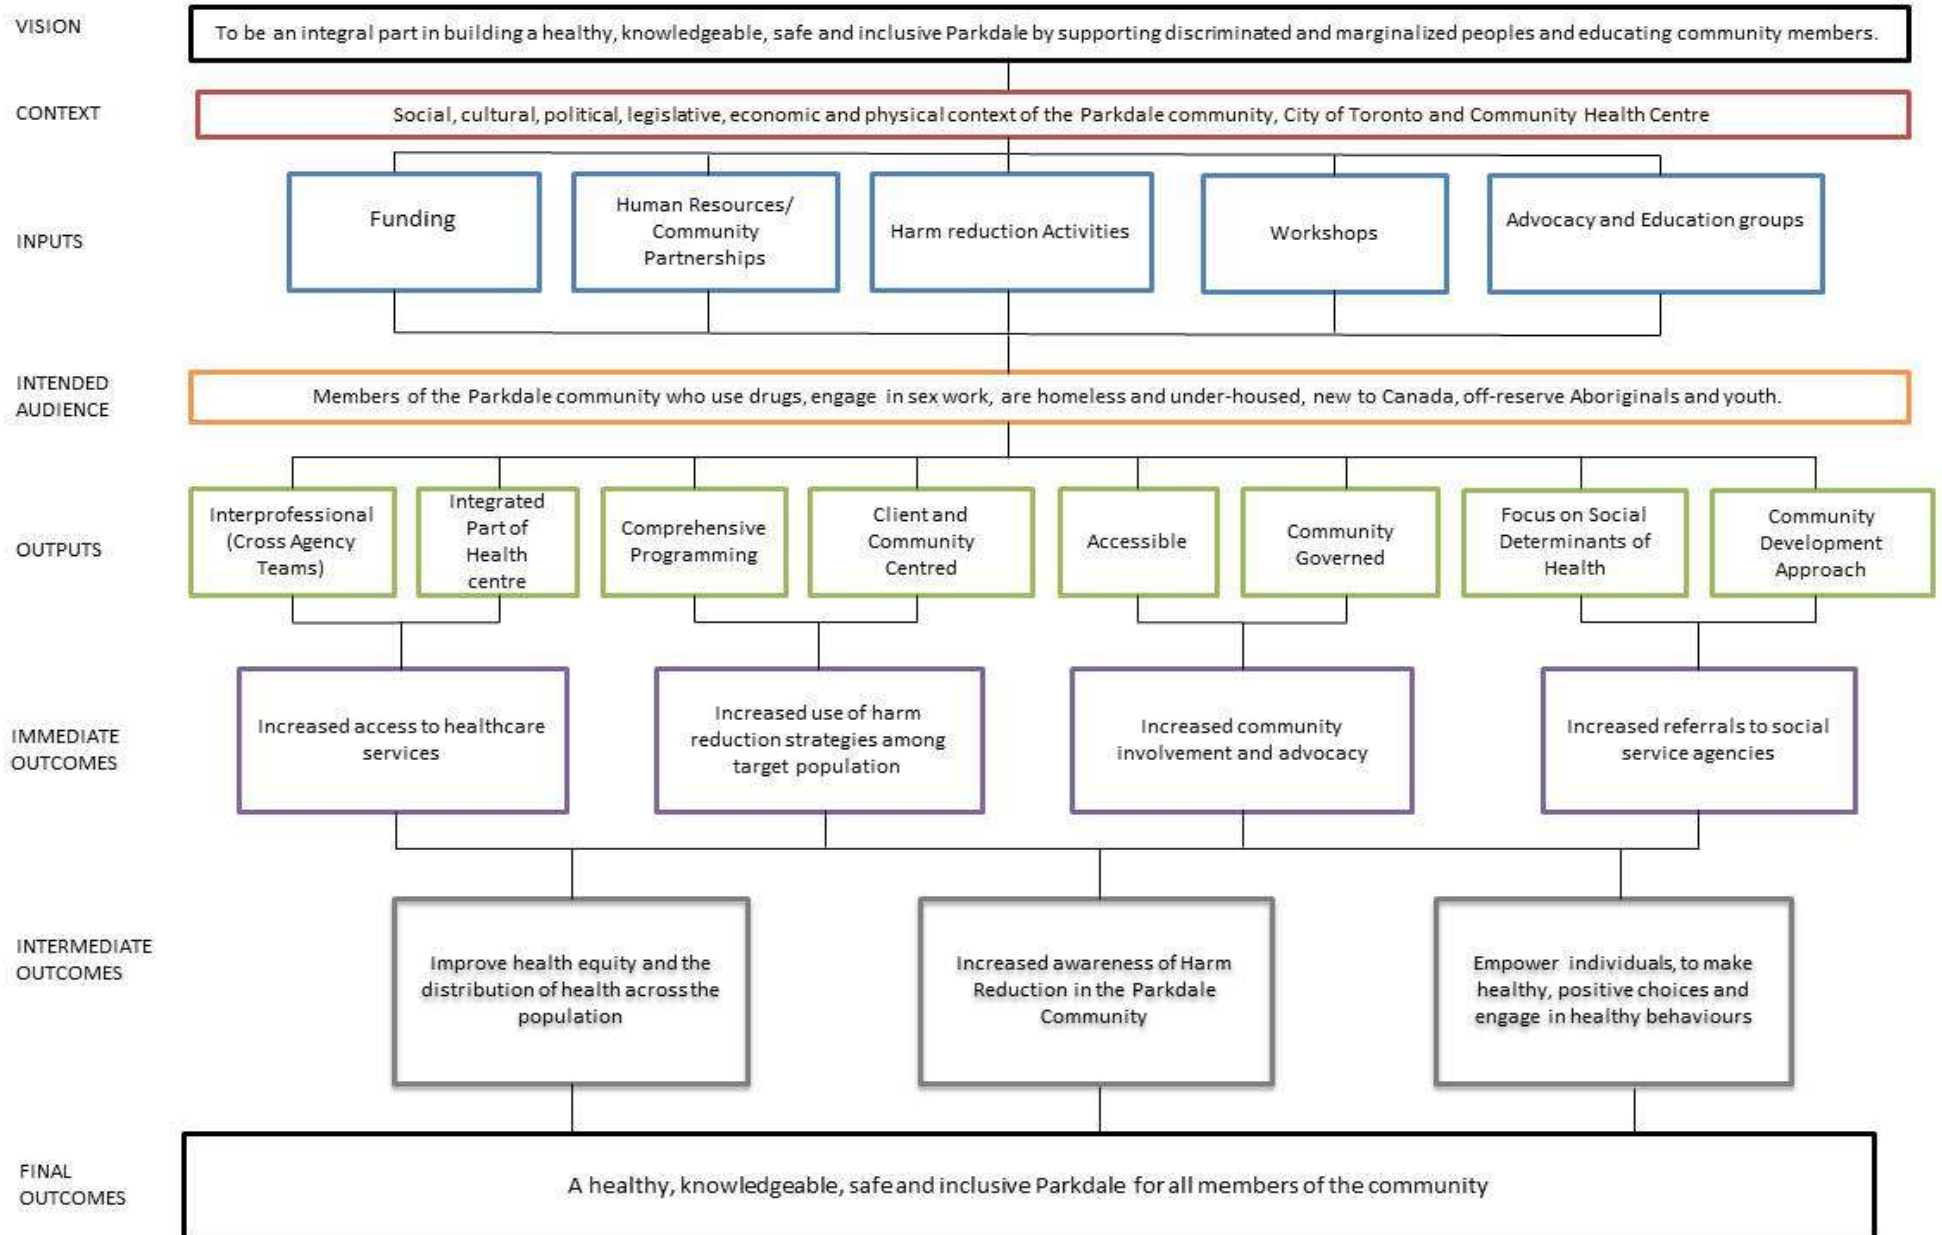 VISION
To be an integral part in building a healthy, knowledgeable, safe and inclusive Parkdale by supporting discriminated and marginalized peoples and educating community members.
CONTEXT
Social, cultural, political, legislative, economic and physical context of the Parkdale community, City of Toronto and Community Health Centre
INPUTS
Funding
Human Resources/
Community
Partnerships
Harm reduction Activities
Workshops
Advocacy and Education groups
INTENDED
AUDIENCE
Members of the Parkdale community who use drugs, engage in sex work, are homeless and under-housed, new to Canada, off-reserve Aboriginals and youth.
OUTPUTS
Interprofessional
(Cross Agency
Teams)
Integrated
Part of
Health
centre
Comprehensive
Programming
Client and
Community
Centred
Accessible
Community
Governed
Focus on Social
Determinants of
Health
Community
Development
Approach
IMMEDIATE
OUTCOMES
Increased access to healthcare
services
Increased use of harm
reduction strategies among
target population
Increased community
involvement and advocacy
Increased referrals to social
service agencies
INTERMEDIATE
OUTCOMES
Improve health equity and the
distribution of health across the
population
Increased awareness of Harm
Reduction in the Parkdale
Community
Empower individuals, to make
healthy, positive choices and
engage in healthy behaviours
FINAL
OUTCOMES
A healthy, knowledgeable, safe and inclusive Parkdale for all members of the community